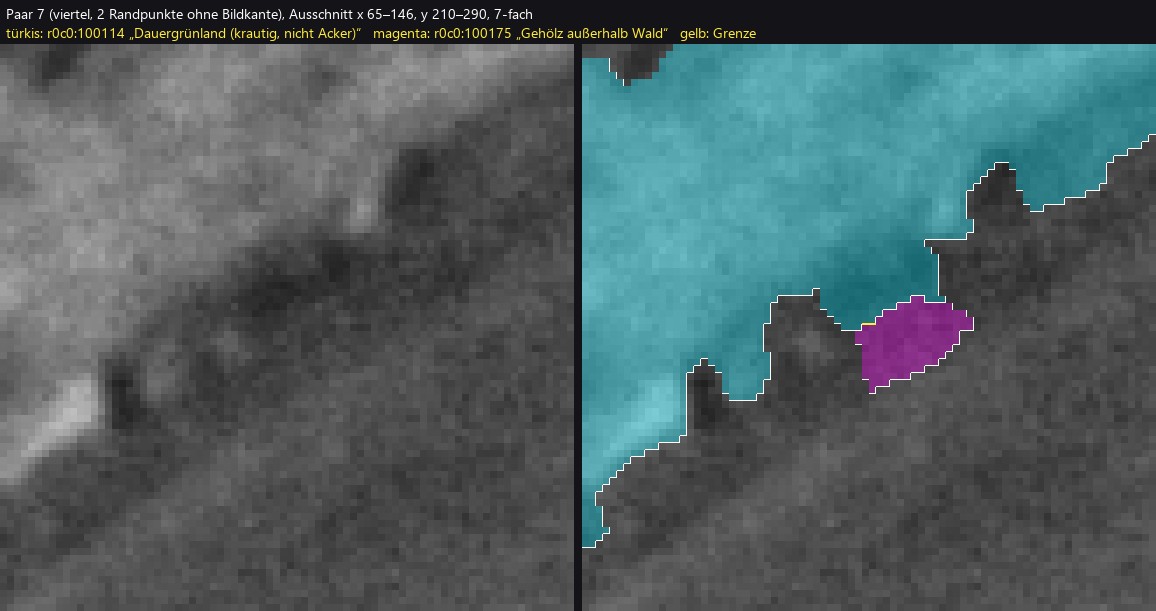 Paar 7 (viertel, 2 Randpunkte ohne Bildkante), Ausschnitt x 65–146, y 210–290, 7-fach
türkis: r0c0:100114 „Dauergrünland (krautig, nicht Acker)“ magenta: r0c0:100175 „Gehölz außerhalb Wald“ gelb: Grenze